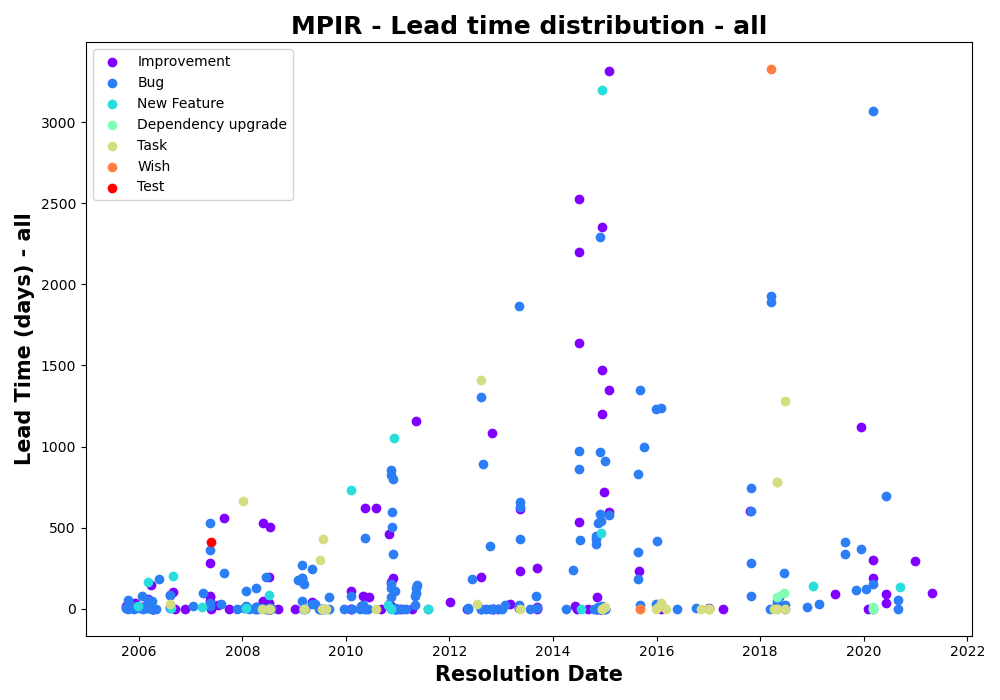 MPIR - Lead time distribution - all
Improvement
Bug
New Feature
Dependency upgrade
Task
Wish
Test
Lead Time (days) - all
3000
2500
2000
1500
1000
500
0
2006 2008 2010 2012 2014 2016 2018 2020 2022
Resolution Date